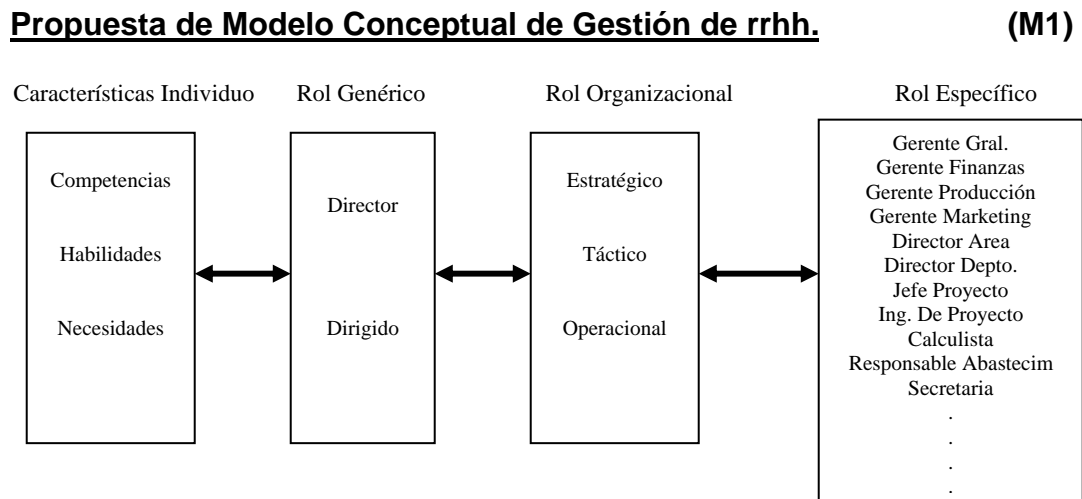 Propuesta de Modelo Conceptual de Gestión de rrhh. (M1)
Características Individuo Rol Genérico Rol Organizacional Rol Específico
Competencias
Habilidades
Necesidades
Director
Dirigido
Estratégico
Táctico
Operacional
Gerente Gral.
Gerente Finanzas
Gerente Producción
Gerente Marketing
Director Area
Director Depto.
Jefe Proyecto
Ing. De Proyecto
Calculista
Responsable Abastecim
Secretaria
.
.
.
.